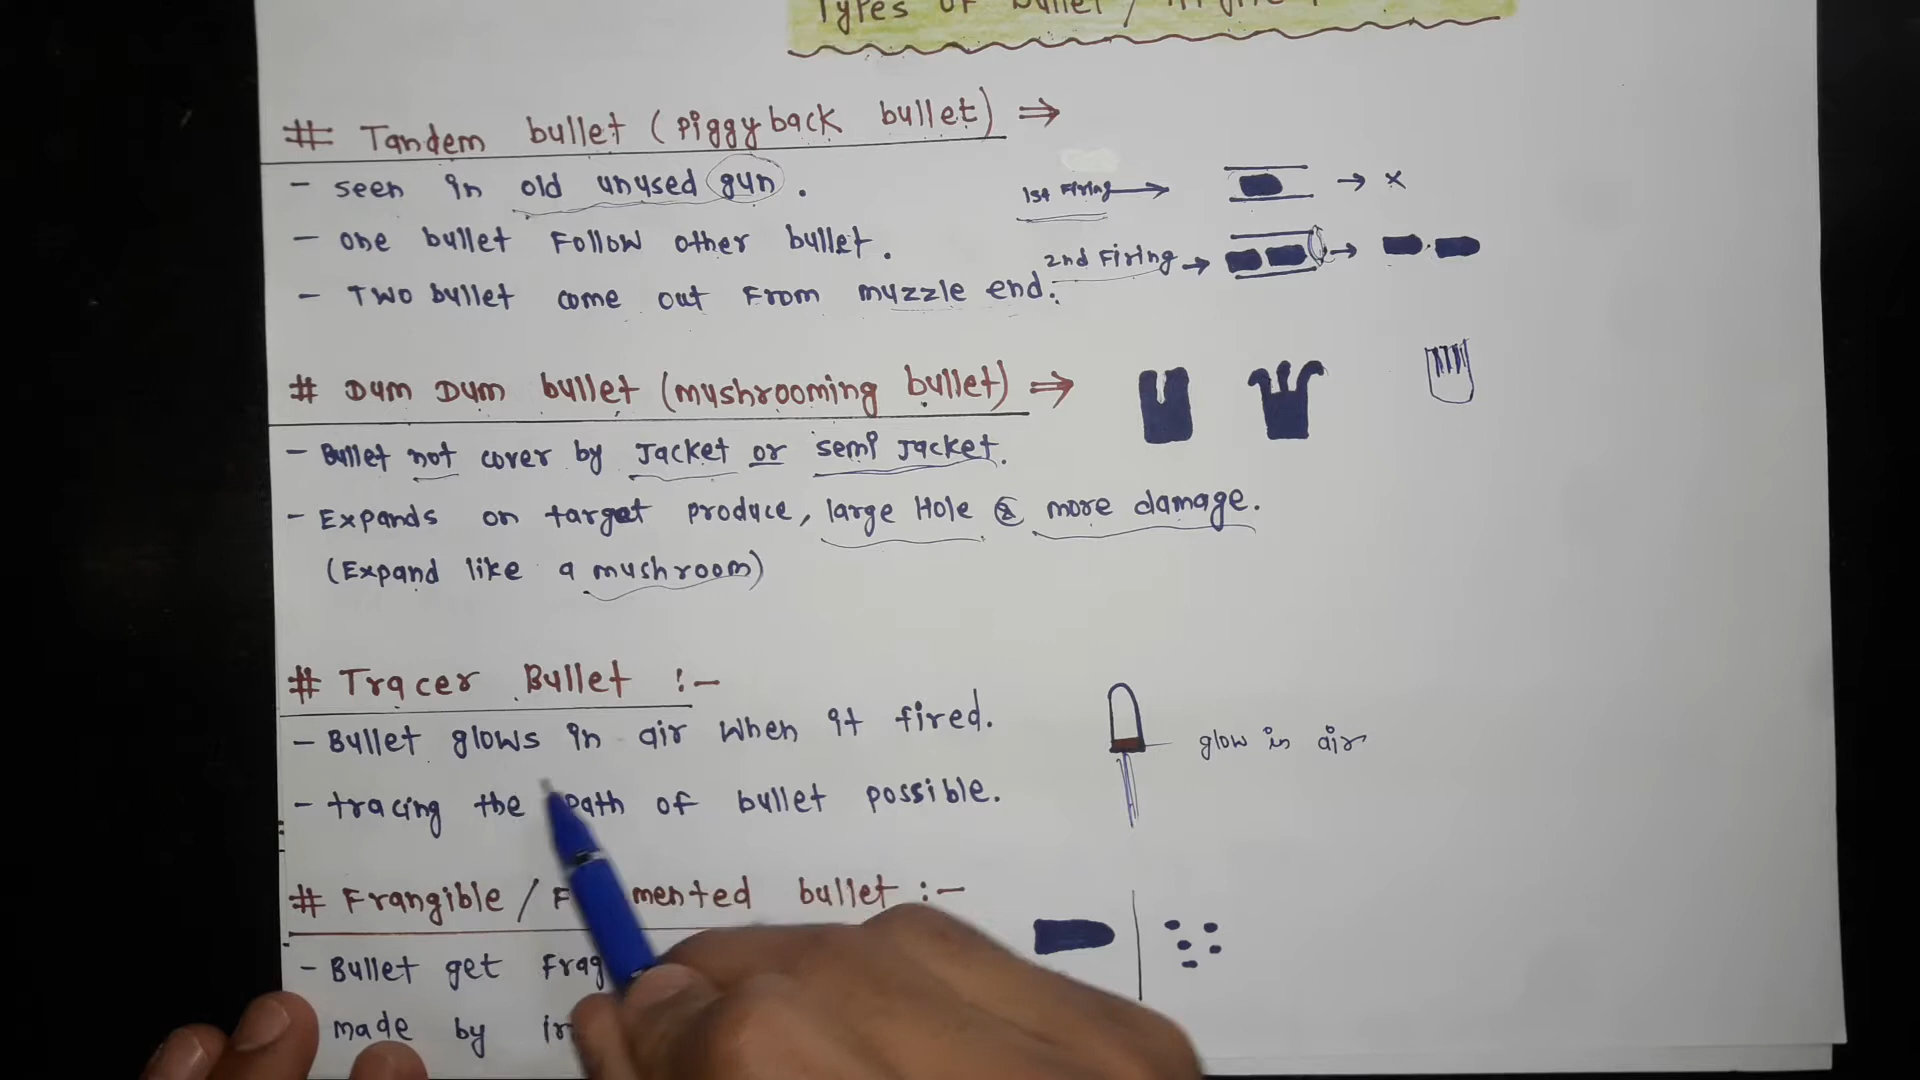 Types of bullet /
# Tandem bullet (Piggyback bullet) ⇒
- seen in old unused gun.
1st Firing → → ×
- one bullet Follow other bullet.
2nd Firing → →
- Two bullet come out From muzzle end.
# Dum Dum bullet (mushrooming bullet) ⇒
- Bullet not cover by Jacket or semi Jacket.
- Expands on target produce, large Hole & more damage.
(Expand like a mushroom)
# Tracer Bullet :-
- Bullet glows in air when it fired.
glow in air
- tracing the path of bullet possible.
# Frangible / mented bullet :-
- Bullet get
made by